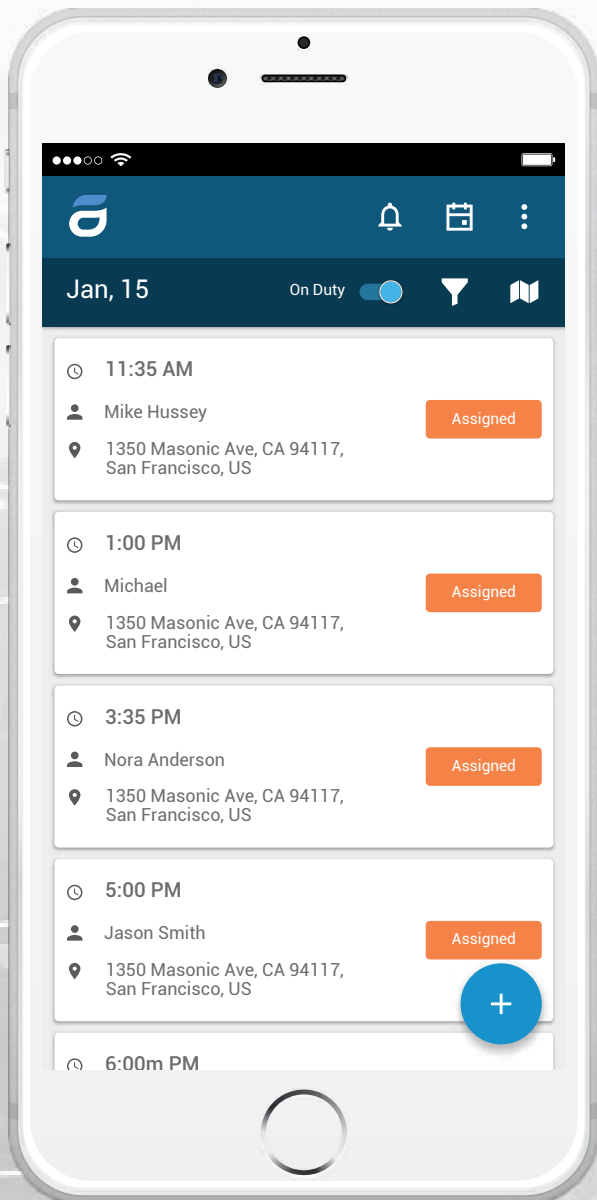 Jan, 15
On Duty
11:35 AM
Mike Hussey
Assigned
1350 Masonic Ave, CA 94117,
San Francisco, US
1:00 PM
Michael
Assigned
1350 Masonic Ave, CA 94117,
San Francisco, US
3:35 PM
Nora Anderson
Assigned
1350 Masonic Ave, CA 94117,
San Francisco, US
5:00 PM
Jason Smith
Assigned
1350 Masonic Ave, CA 94117,
San Francisco, US
6:00m PM